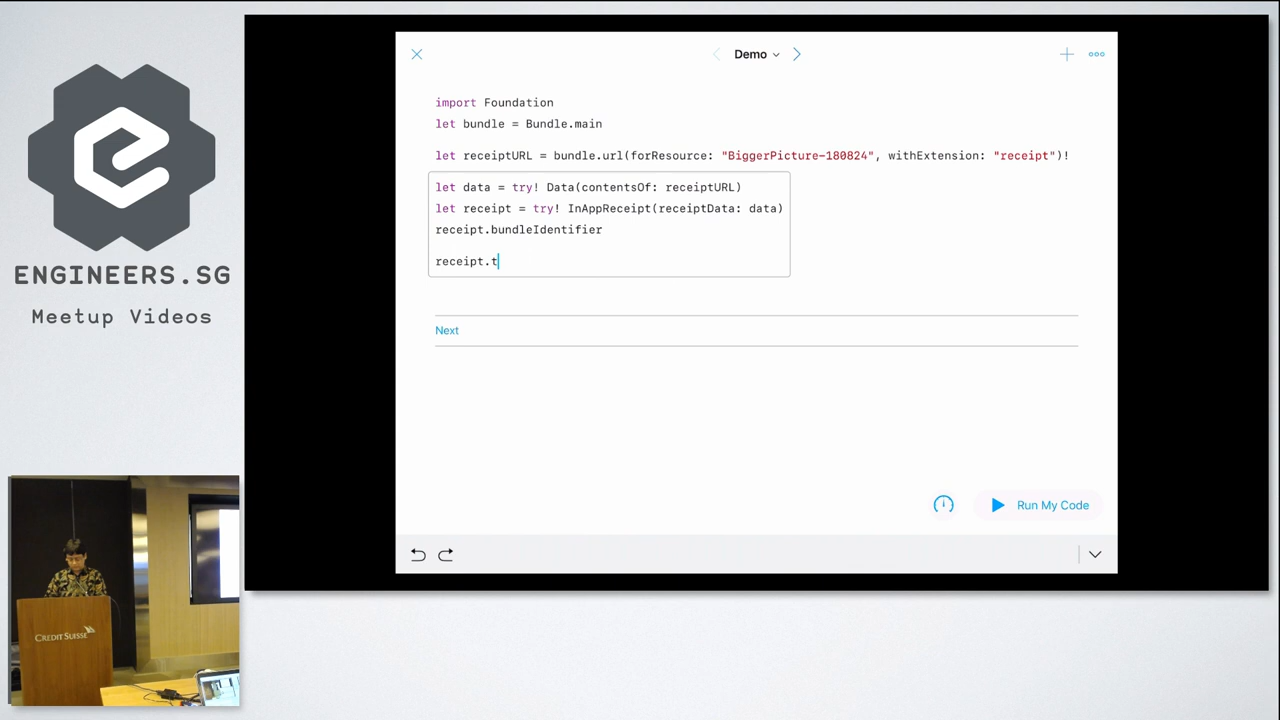 ENGINEERS.SG
Meetup Videos
CREDIT SUISSE
Demo
import Foundation
let bundle = Bundle.main
let receiptURL = bundle.url(forResource: "BiggerPicture-180824", withExtension: "receipt")!
let data = try! Data(contentsOf: receiptURL)
let receipt = try! InAppReceipt(receiptData: data)
receipt.bundleIdentifier
receipt.t
Next
Run My Code